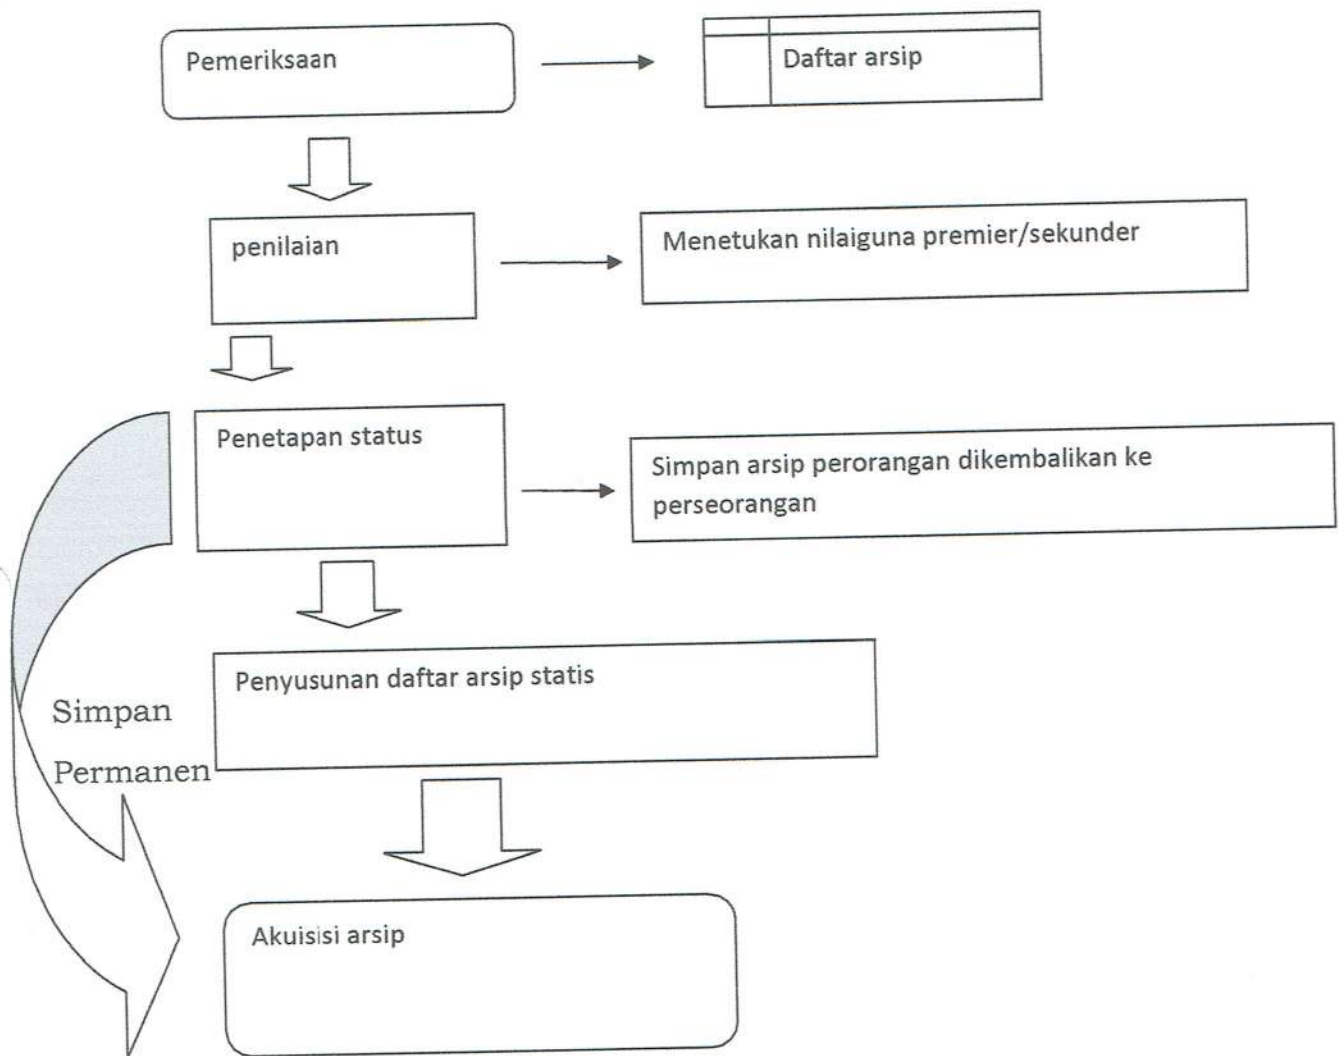 Pemeriksaan
Daftar arsip
penilaian
Menetukan nilaiguna premier/sekunder
Penetapan status
Simpan arsip perorangan dikembalikan ke
perseorangan
Penyusunan daftar arsip statis
Simpan
Permanen
Akuisisi arsip